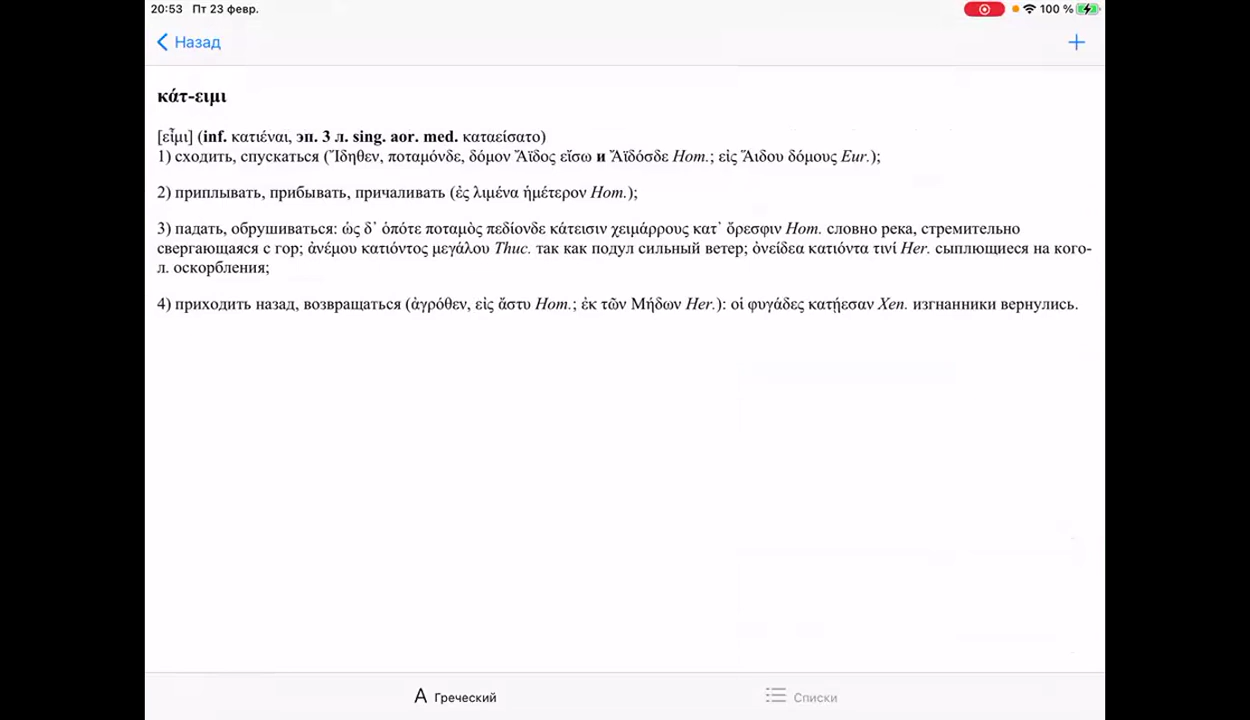 20:53 Пт 23 февр. 100 %
Назад
κάτ-ειμι
[εἶμι] (inf. κατιέναι, эп. 3 л. sing. aor. med. καταείσατο)
1) сходить, спускаться (Ἴδηθεν, ποταμόνδε, δόμον Ἄϊδος εἴσω и Ἄϊδόσδε Hom.; εἰς Ἅιδου δόμους Eur.);
2) приплывать, прибывать, причаливать (ἐς λιμένα ἡμέτερον Hom.);
3) падать, обрушиваться: ὡς δ᾽ ὁπότε ποταμὸς πεδίονδε κάτεισιν χειμάρρους κατ᾽ ὄρεσφιν Hom. словно река, стремительно
свергающаяся с гор; ἀνέμου κατιόντος μεγάλου Thuc. так как подул сильный ветер; ὀνείδεα κατιόντα τινί Her. сыплющиеся на кого-
л. оскорбления;
4) приходить назад, возвращаться (ἀγρόθεν, εἰς ἄστυ Hom.; ἐκ τῶν Μήδων Her.): οἱ φυγάδες κατῄεσαν Xen. изгнанники вернулись.
A Греческий Списки